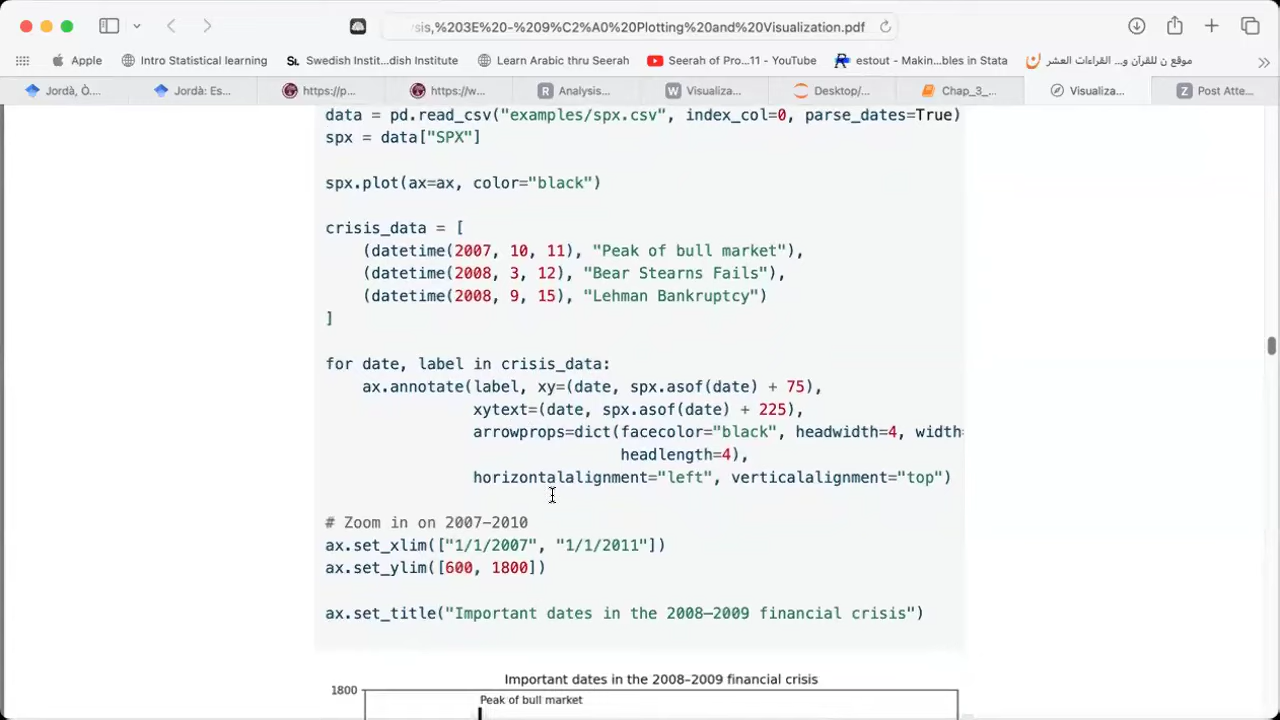 ysis,%203E%20-%209%C2%A0%20Plotting%20and%20Visualization.pdf
Apple
Intro Statistical learning
Swedish Instit...dish Institute
Learn Arabic thru Seerah
Seerah of Pro...11 - YouTube
estout - Makin...bles in Stata
موقع ن للقرآن و... القراءات العشر
Jordà, Ò...
Jordà: Es...
https://p...
https://w...
Analysis...
Visualiza...
Desktop/...
Chap_3_...
Visualiza...
Post Atte...
data = pd.read_csv("examples/spx.csv", index_col=0, parse_dates=True)
spx = data["SPX"]
spx.plot(ax=ax, color="black")
crisis_data = [
(datetime(2007, 10, 11), "Peak of bull market"),
(datetime(2008, 3, 12), "Bear Stearns Fails"),
(datetime(2008, 9, 15), "Lehman Bankruptcy")
]
for date, label in crisis_data:
ax.annotate(label, xy=(date, spx.asof(date) + 75),
xytext=(date, spx.asof(date) + 225),
arrowprops=dict(facecolor="black", headwidth=4, width=
headlength=4),
horizontalalignment="left", verticalalignment="top")
# Zoom in on 2007–2010
ax.set_xlim(["1/1/2007", "1/1/2011"])
ax.set_ylim([600, 1800])
ax.set_title("Important dates in the 2008–2009 financial crisis")
Important dates in the 2008–2009 financial crisis
1800
Peak of bull market